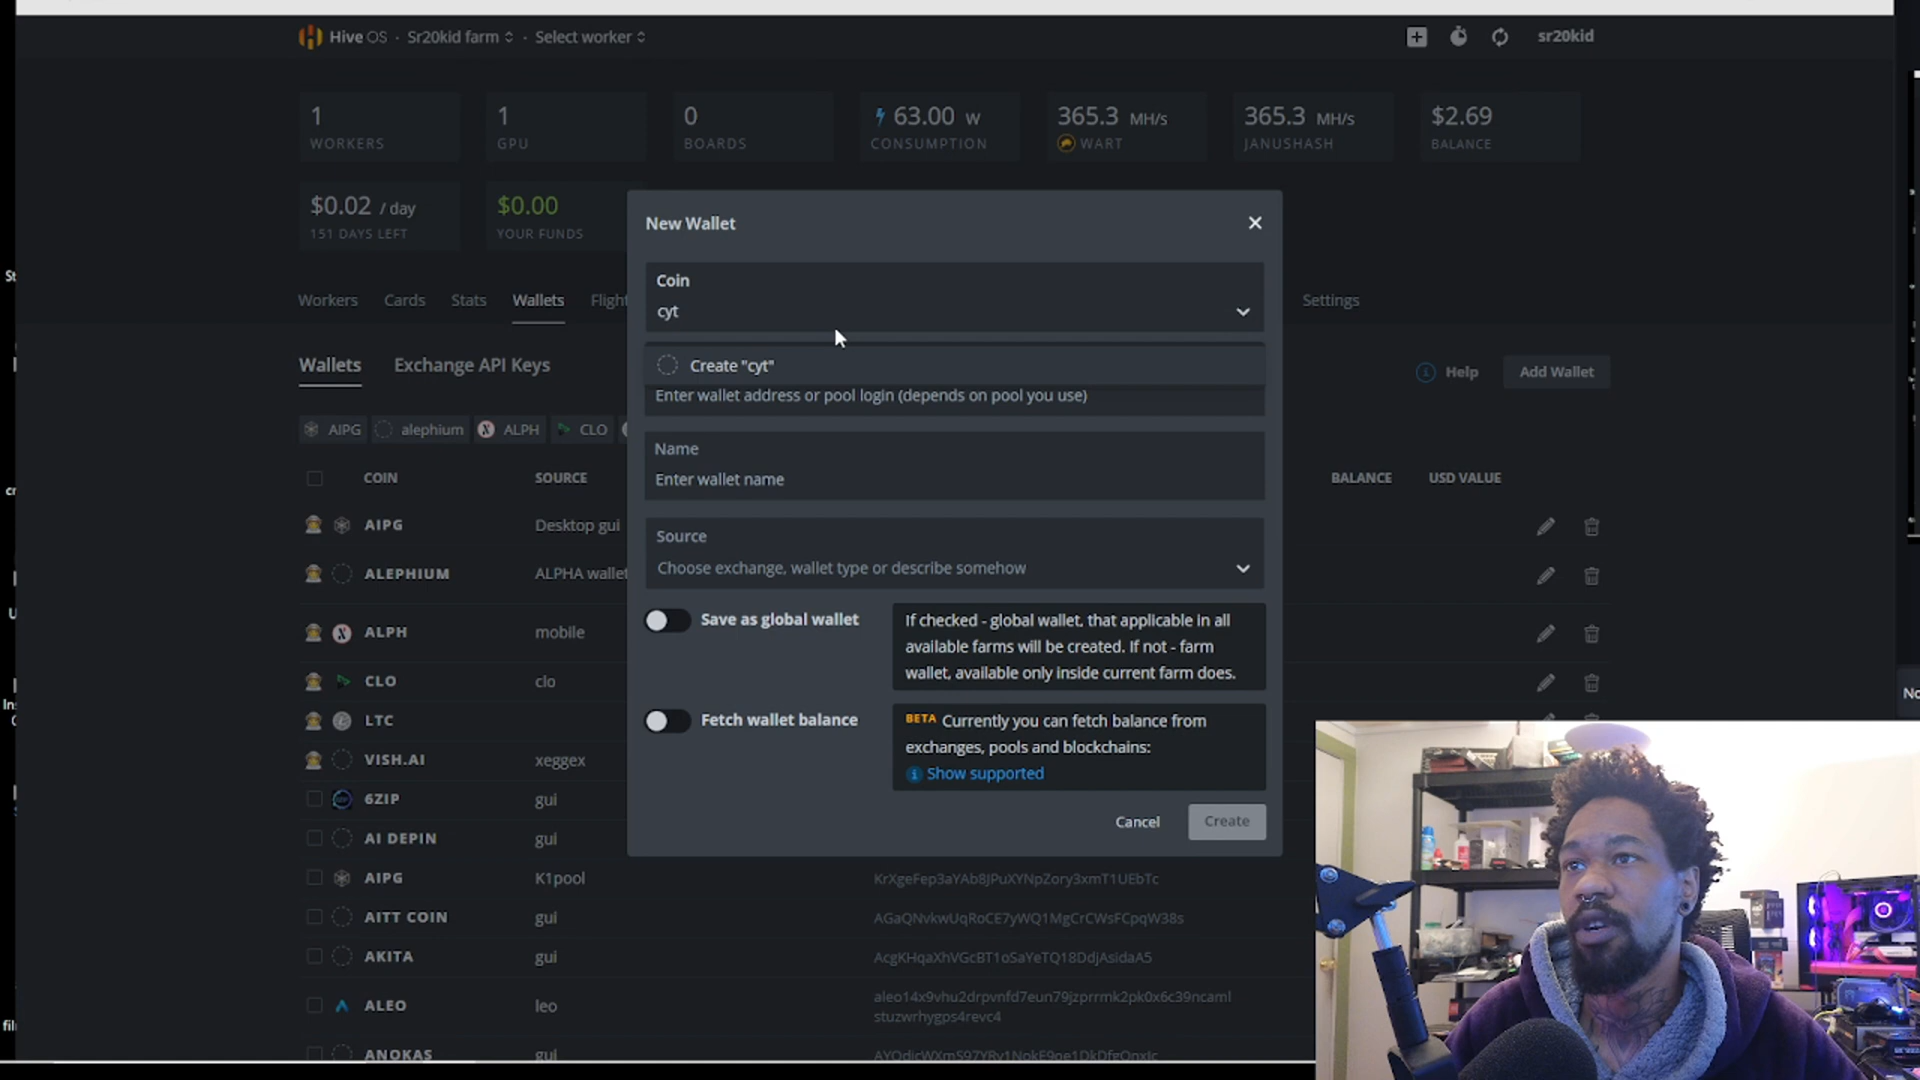 Hive OS · Sr20kid farm · Select worker
sr20kid
1
WORKERS
1
GPU
0
BOARDS
63.00 W
CONSUMPTION
365.3 MH/s
WART
365.3 MH/s
JANUSHASH
$2.69
BALANCE
$0.02 / day
151 DAYS LEFT
$0.00
YOUR FUNDS
New Wallet
Coin
cyt
Create "cyt"
Enter wallet address or pool login (depends on pool you use)
Name
Enter wallet name
Source
Choose exchange, wallet type or describe somehow
Save as global wallet
If checked - global wallet, that applicable in all
available farms will be created. If not - farm
wallet, available only inside current farm does.
Fetch wallet balance
BETA Currently you can fetch balance from
exchanges, pools and blockchains:
Show supported
Cancel
Create
Workers Cards Stats Wallets Flight Settings
Wallets Exchange API Keys
Help
Add Wallet
AIPG alephium ALPH CLO
COIN SOURCE BALANCE USD VALUE
AIPG Desktop gui
ALEPHIUM ALPHA wallet
ALPH mobile
CLO clo
LTC
VISH.AI xeggex
6ZIP gui
AI DEPIN gui
AIPG K1pool KrXgeFep3aYAb8JPuXYNpZory3xmT1UEbTc
AITT COIN gui AGaQNvkwUqRoCE7yWQ1MgCrCWsFCpqW38s
AKITA gui AcgKHqaXhVGcBT1oSaYeTQ18DdjAsidaA5
ALEO leo aleo14x9vhu2drpvnfd7eun79jzprrmk2pk0x6c39ncaml
stuzwrhygps4revc4
ANOKAS gui